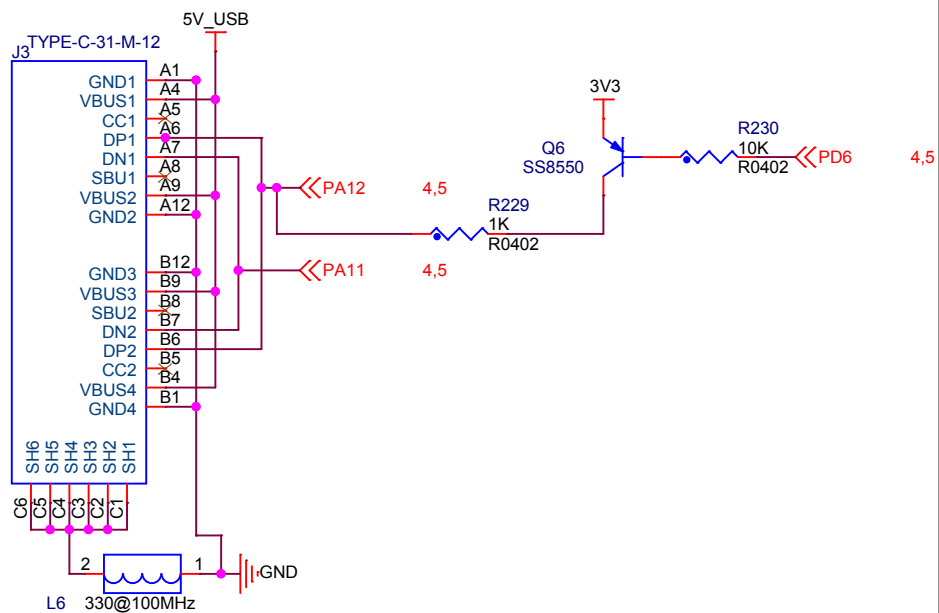 5V_USB
J3 TYPE-C-31-M-12
GND1 A1
VBUS1 A4
CC1 A5
DP1 A6
DN1 A7
SBU1 A8
VBUS2 A9
GND2 A12
GND3 B12
VBUS3 B9
SBU2 B8
DN2 B7
DP2 B6
CC2 B5
VBUS4 B4
GND4 B1
SH6 SH5 SH4 SH3 SH2 SH1
C6 C5 C4 C3 C2 C1
2 1
L6 330@100MHz
GND
PA12 4,5
PA11 4,5
R229
1K
R0402
3V3
Q6
SS8550
R230
10K
R0402
PD6 4,5